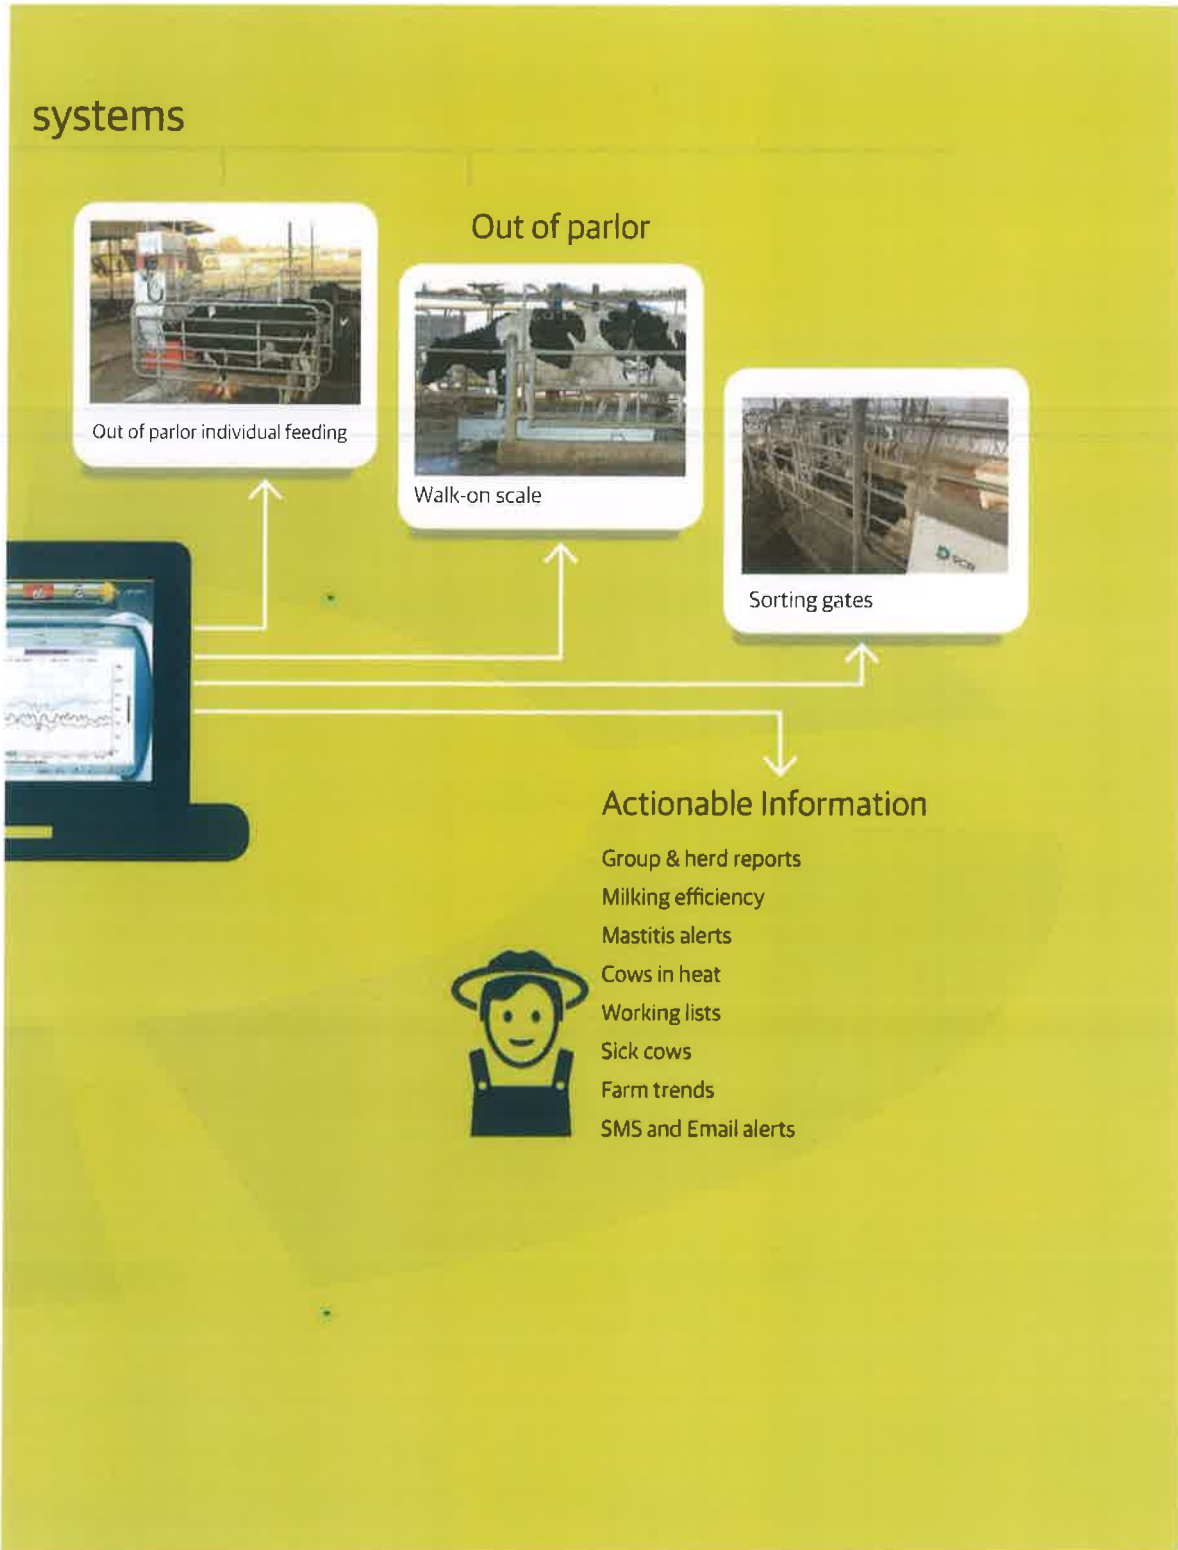 systems
Out of parlor
Out of parlor individual feeding
Walk-on scale
SCR
Sorting gates
Actionable Information
Group & herd reports
Milking efficiency
Mastitis alerts
Cows in heat
Working lists
Sick cows
Farm trends
SMS and Email alerts